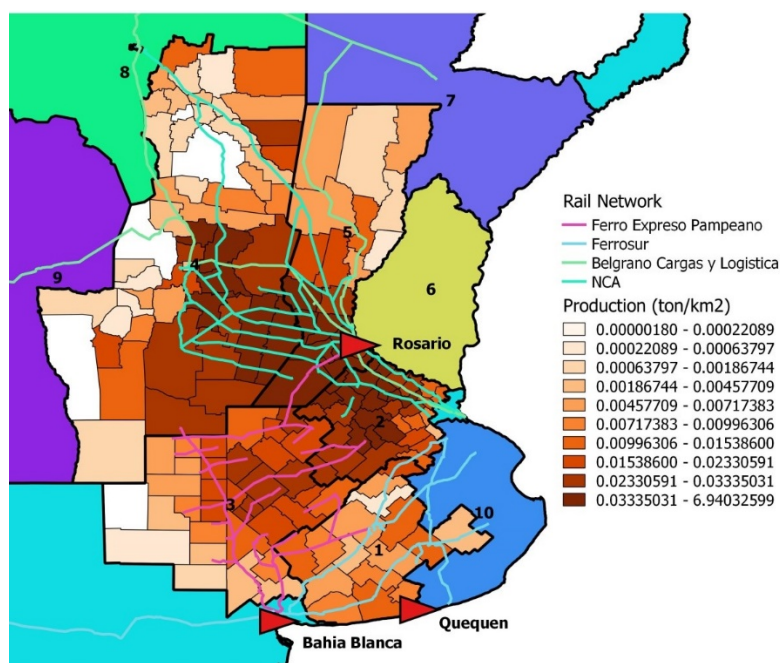 8
7
5
4
9
6
Rosario
2
3
10
1
Quequen
Bahia Blanca
Rail Network
Ferro Expreso Pampeano
Ferrosur
Belgrano Cargas y Logistica
NCA
Production (ton/km2)
0.00000180 - 0.00022089
0.00022089 - 0.00063797
0.00063797 - 0.00186744
0.00186744 - 0.00457709
0.00457709 - 0.00717383
0.00717383 - 0.00996306
0.00996306 - 0.01538600
0.01538600 - 0.02330591
0.02330591 - 0.03335031
0.03335031 - 6.94032599